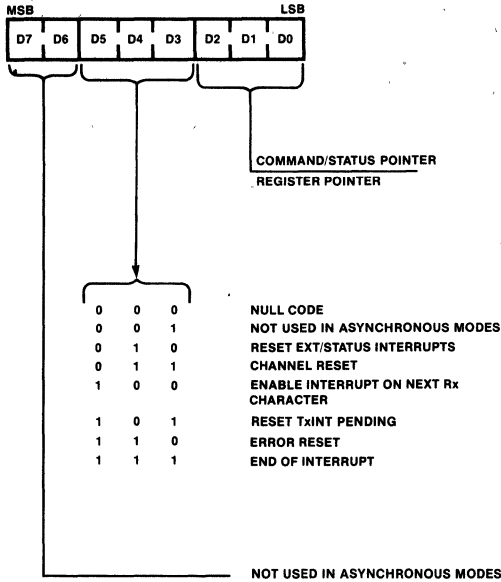 MSB LSB
D7 D6 D5 D4 D3 D2 D1 D0
COMMAND/STATUS POINTER
REGISTER POINTER
0 0 0 NULL CODE
0 0 1 NOT USED IN ASYNCHRONOUS MODES
0 1 0 RESET EXT/STATUS INTERRUPTS
0 1 1 CHANNEL RESET
1 0 0 ENABLE INTERRUPT ON NEXT Rx
CHARACTER
1 0 1 RESET TxINT PENDING
1 1 0 ERROR RESET
1 1 1 END OF INTERRUPT
NOT USED IN ASYNCHRONOUS MODES